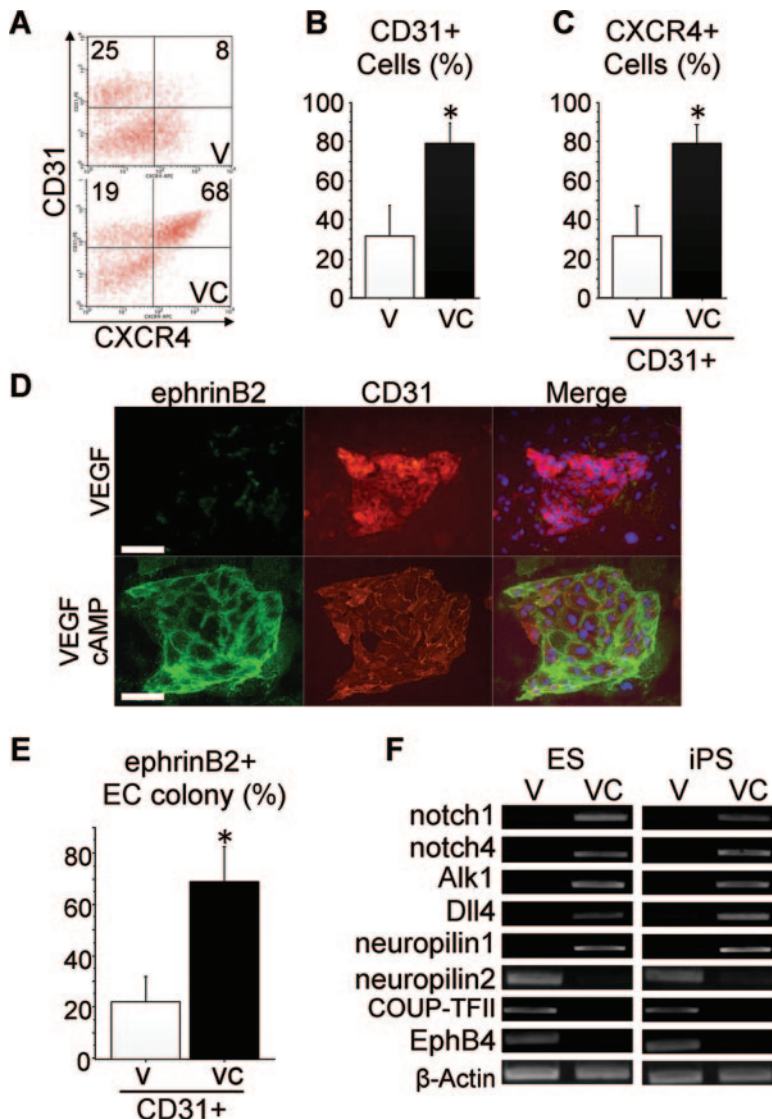 A
25 8
V
19 68
VC
CD31
CXCR4
B
CD31+
Cells (%)
100
80
60
40
20
0
*
V VC
C
CXCR4+
Cells (%)
100
80
60
40
20
0
*
V VC
CD31+
D
ephrinB2 CD31 Merge
VEGF
VEGF
cAMP
E
ephrinB2+
EC colony (%)
80
60
40
20
0
*
V VC
CD31+
F
ES iPS
V VC V VC
notch1
notch4
Alk1
Dll4
neuropilin1
neuropilin2
COUP-TFII
EphB4
β-Actin